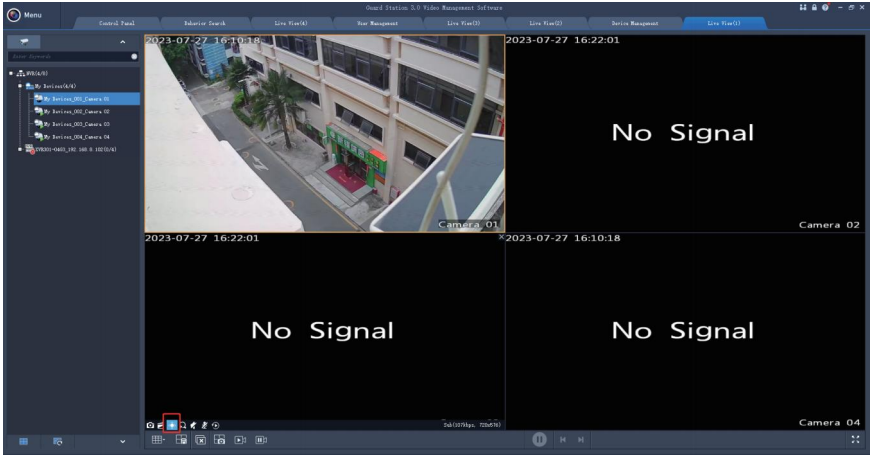 Guard Station 3.0 Video Management Software
Menu
Control Panel
Behavior Search
Live View(4)
User Management
Live View(3)
Live View(2)
Device Management
Live View(1)
2023-07-27 16:10:18
2023-07-27 16:22:01
My Devices(4/4)
My Devices_001_Camera 01
My Devices_002_Camera 02
My Devices_003_Camera 03
My Devices_004_Camera 04
No Signal
Camera 01
Camera 02
2023-07-27 16:22:01
2023-07-27 16:10:18
No Signal
No Signal
Camera 04